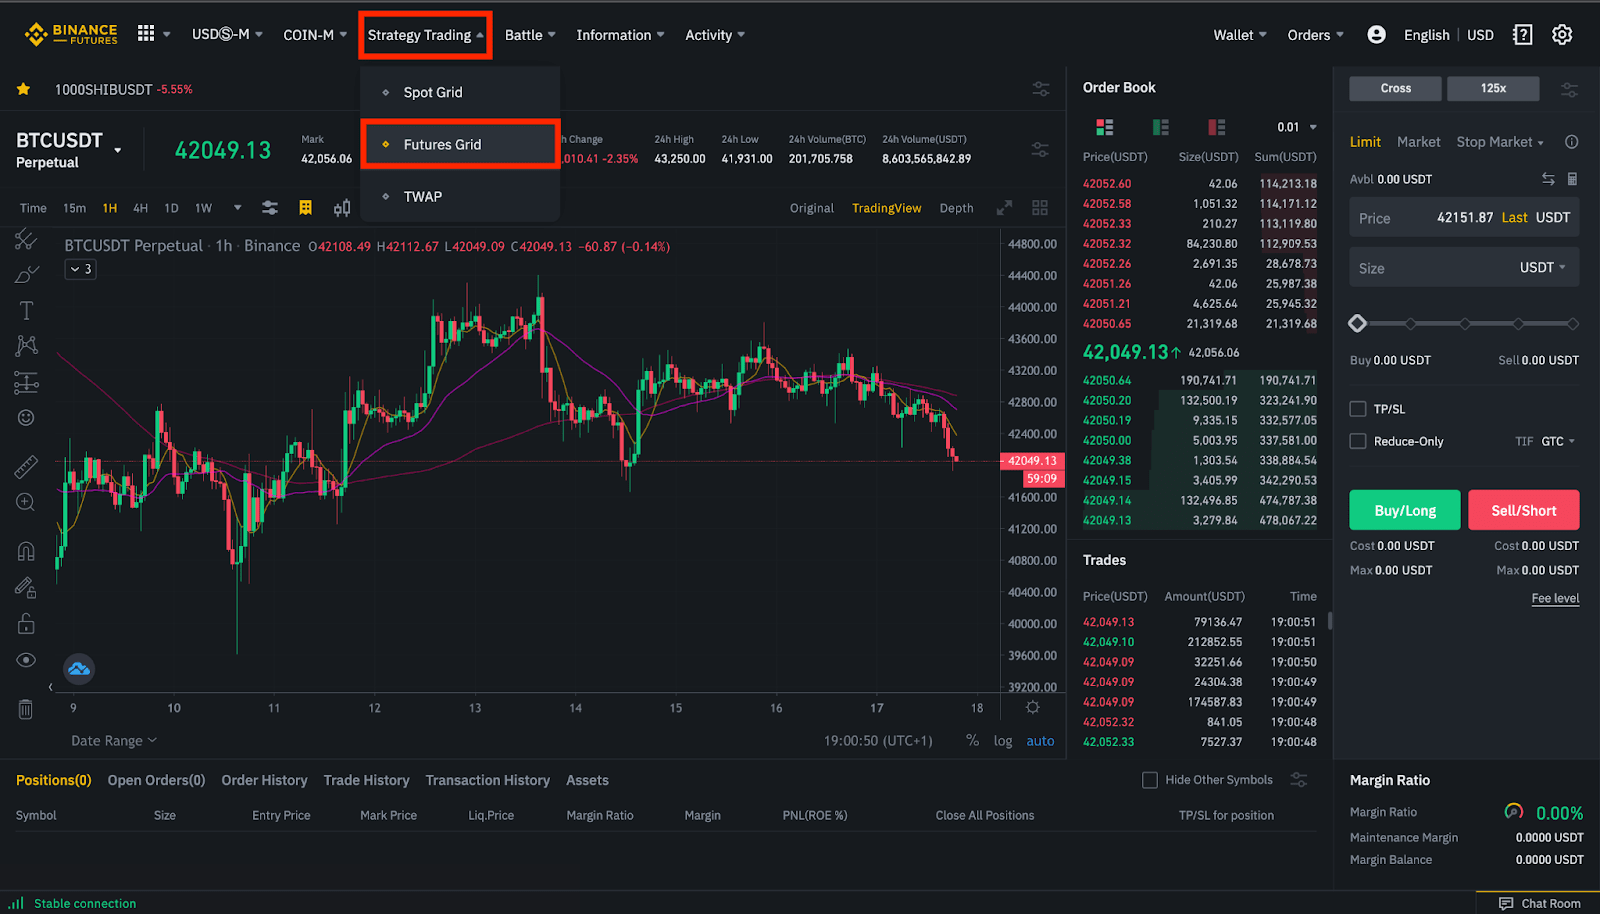 BINANCE
FUTURES
USDⓈ-M
COIN-M
Strategy Trading
Battle
Information
Activity
Wallet
Orders
English
USD
1000SHIBUSDT -5.55%
Spot Grid
Futures Grid
TWAP
BTCUSDT
Perpetual
42049.13
Mark
42,056.06
h Change
,010.41 -2.35%
24h High
43,250.00
24h Low
41,931.00
24h Volume(BTC)
201,705.758
24h Volume(USDT)
8,603,565,842.89
Time 15m 1H 4H 1D 1W
Original TradingView Depth
BTCUSDT Perpetual · 1h · Binance O42108.49 H42112.67 L42049.09 C42049.13 −60.87 (−0.14%)
3
44800.00
44400.00
44000.00
43600.00
43200.00
42800.00
42400.00
42049.13
59:09
41600.00
41200.00
40800.00
40400.00
40000.00
39600.00
39200.00
9 10 11 12 13 14 15 16 17 18
Date Range
19:00:50 (UTC+1) % log auto
Order Book
0.01
Price(USDT) Size(USDT) Sum(USDT)
42052.60 42.06 114,213.18
42052.58 1,051.32 114,171.12
42052.33 210.27 113,119.80
42052.32 84,230.80 112,909.53
42052.26 2,691.35 28,678.73
42051.26 42.06 25,987.38
42051.21 4,625.64 25,945.32
42050.65 21,319.68 21,319.68
42,049.13↑ 42,056.06
42050.64 190,741.71 190,741.71
42050.20 132,500.19 323,241.90
42050.19 9,335.15 332,577.05
42050.00 5,003.95 337,581.00
42049.38 1,303.54 338,884.54
42049.15 3,405.99 342,290.53
42049.14 132,496.85 474,787.38
42049.13 3,279.84 478,067.22
Trades
Price(USDT) Amount(USDT) Time
42,049.13 79136.47 19:00:51
42,049.10 212852.55 19:00:51
42,049.09 32251.66 19:00:50
42,049.09 24304.38 19:00:49
42,049.09 174587.83 19:00:49
42,052.32 841.05 19:00:48
42,052.33 7527.37 19:00:48
Cross 125x
Limit Market Stop Market
Avbl 0.00 USDT
Price 42151.87 Last USDT
Size USDT
Buy 0.00 USDT Sell 0.00 USDT
TP/SL
Reduce-Only TIF GTC
Buy/Long Sell/Short
Cost 0.00 USDT Cost 0.00 USDT
Max 0.00 USDT Max 0.00 USDT
Fee level
Positions(0) Open Orders(0) Order History Trade History Transaction History Assets
Hide Other Symbols
Symbol Size Entry Price Mark Price Liq.Price Margin Ratio Margin PNL(ROE %) Close All Positions TP/SL for position
Margin Ratio
Margin Ratio 0.00%
Maintenance Margin 0.0000 USDT
Margin Balance 0.0000 USDT
Stable connection
Chat Room